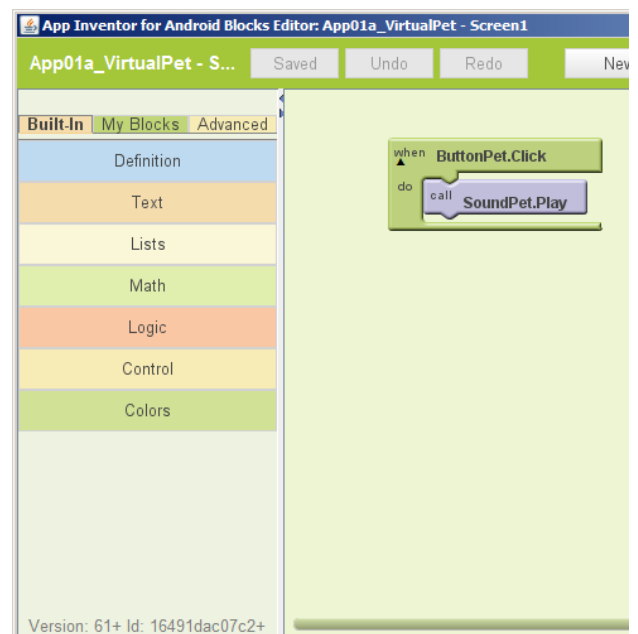 App Inventor for Android Blocks Editor: App01a_VirtualPet - Screen1
App01a_VirtualPet - S... Saved Undo Redo New
Built-In My Blocks Advanced
Definition
Text
Lists
Math
Logic
Control
Colors
when ButtonPet.Click
do call SoundPet.Play
Version: 61+ Id: 16491dac07c2+